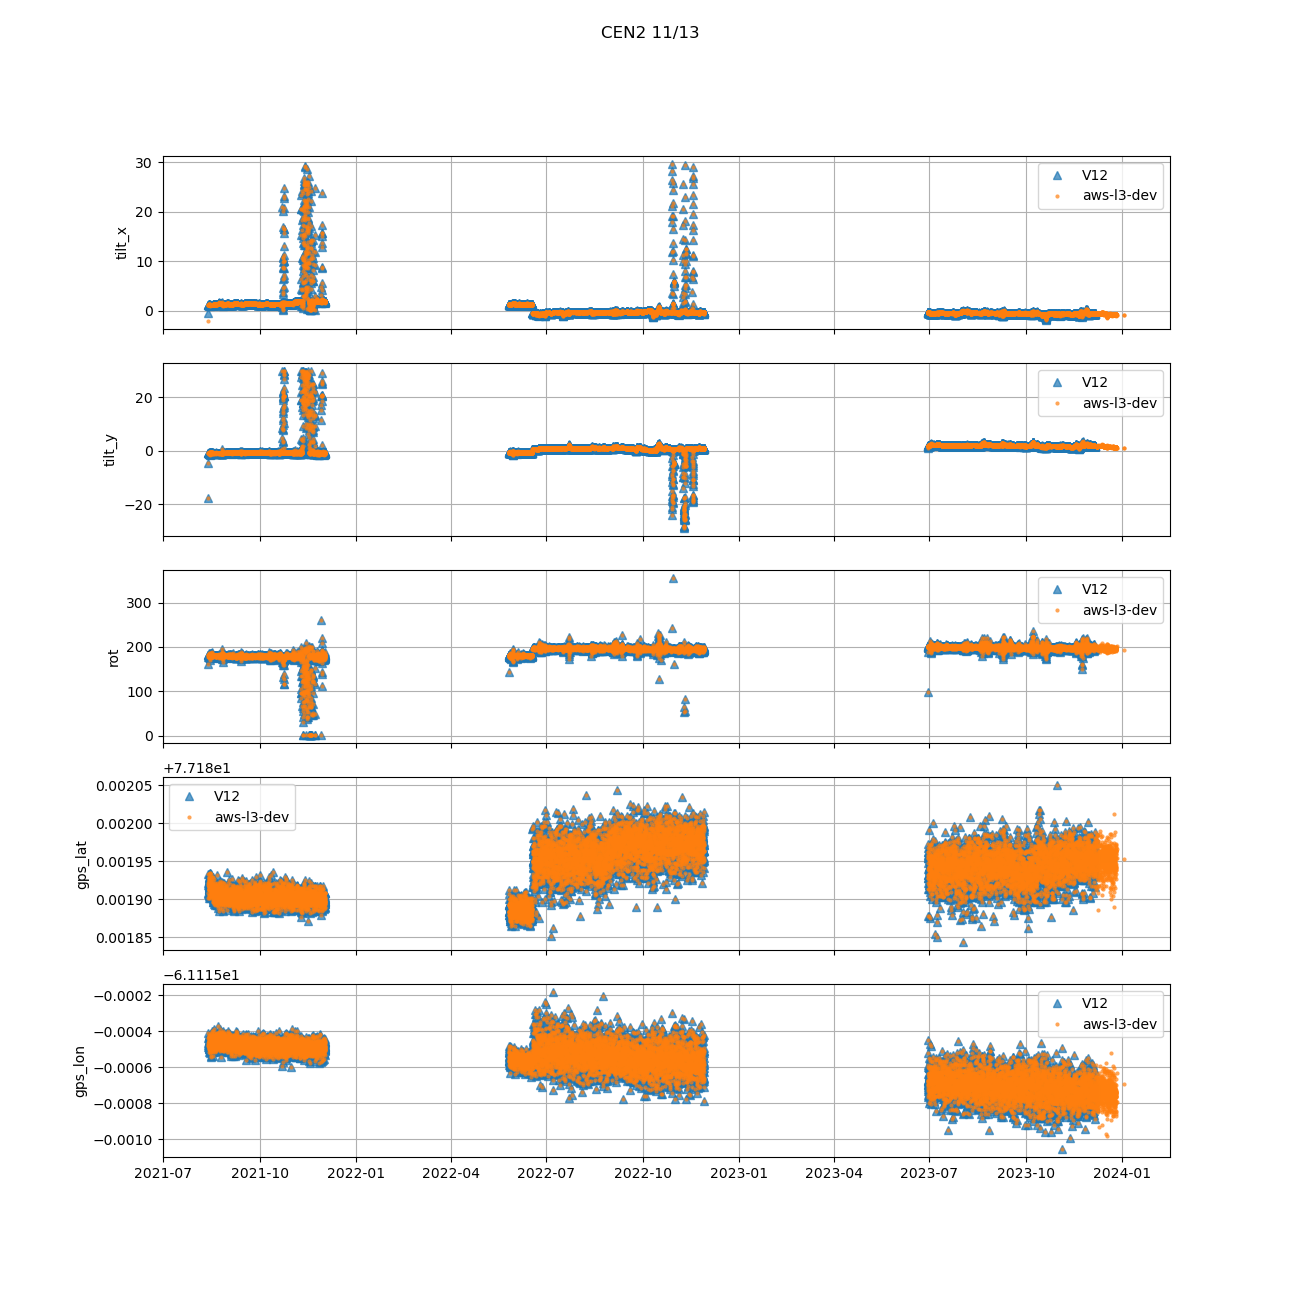 CEN2 11/13
30
20
10
0
tilt_x
V12
aws-l3-dev
20
0
−20
tilt_y
V12
aws-l3-dev
300
200
100
0
rot
V12
aws-l3-dev
+7.718e1
0.00205
0.00200
0.00195
0.00190
0.00185
gps_lat
V12
aws-l3-dev
−6.1115e1
−0.0002
−0.0004
−0.0006
−0.0008
−0.0010
gps_lon
V12
aws-l3-dev
2021-07 2021-10 2022-01 2022-04 2022-07 2022-10 2023-01 2023-04 2023-07 2023-10 2024-01